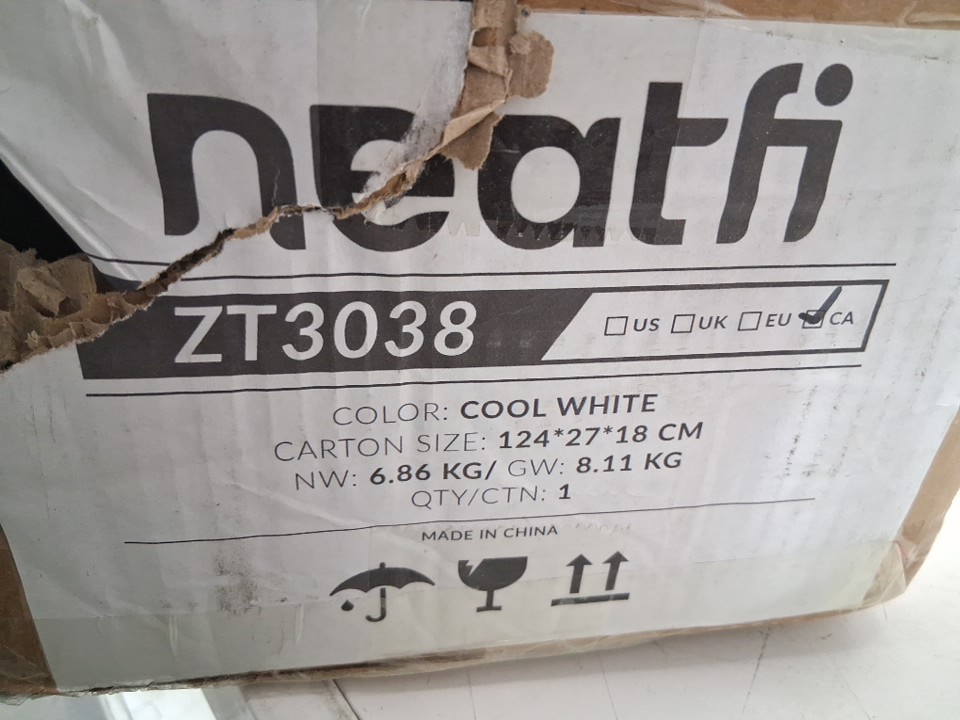 neatfi
ZT3038 US UK EU CA
COLOR: COOL WHITE
CARTON SIZE: 124*27*18 CM
NW: 6.86 KG/ GW: 8.11 KG
QTY/CTN: 1
MADE IN CHINA